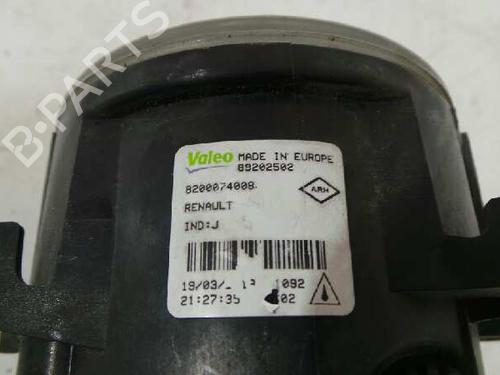 B-PARTS
Valeo MADE IN EUROPE
89202502
8200074008
ARH
RENAULT
IND:J
19/03/ 1092
21:27:35 02